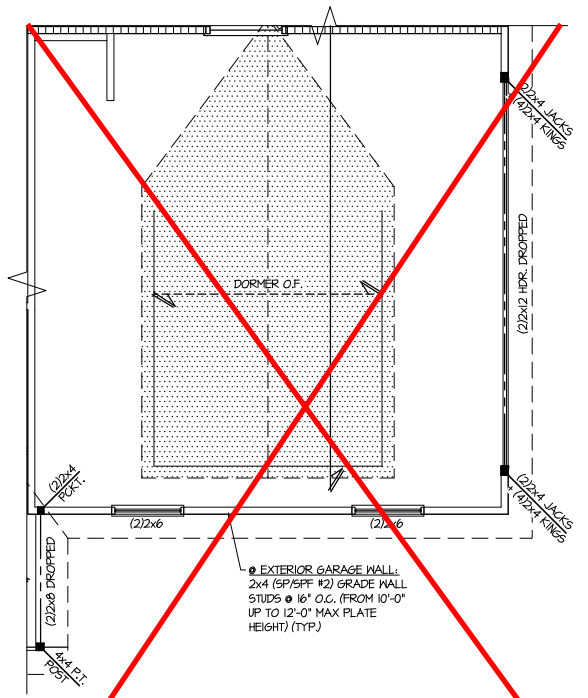 (2)2x4 JACKS
(4)2x4 KINGS
(2)2x12 HDR. DROPPED
DORMER O.F.
(2)2x4
PCKT.
(2)2x4 JACKS
(4)2x4 KINGS
(2)2x6
(2)2x6
(2)2x8 DROPPED
@ EXTERIOR GARAGE WALL:
2x4 (SP/SPF #2) GRADE WALL
STUDS @ 16" O.C. (FROM 10'-0"
UP TO 12'-0" MAX PLATE
HEIGHT) (TYP.)
4x4 P.T.
POST